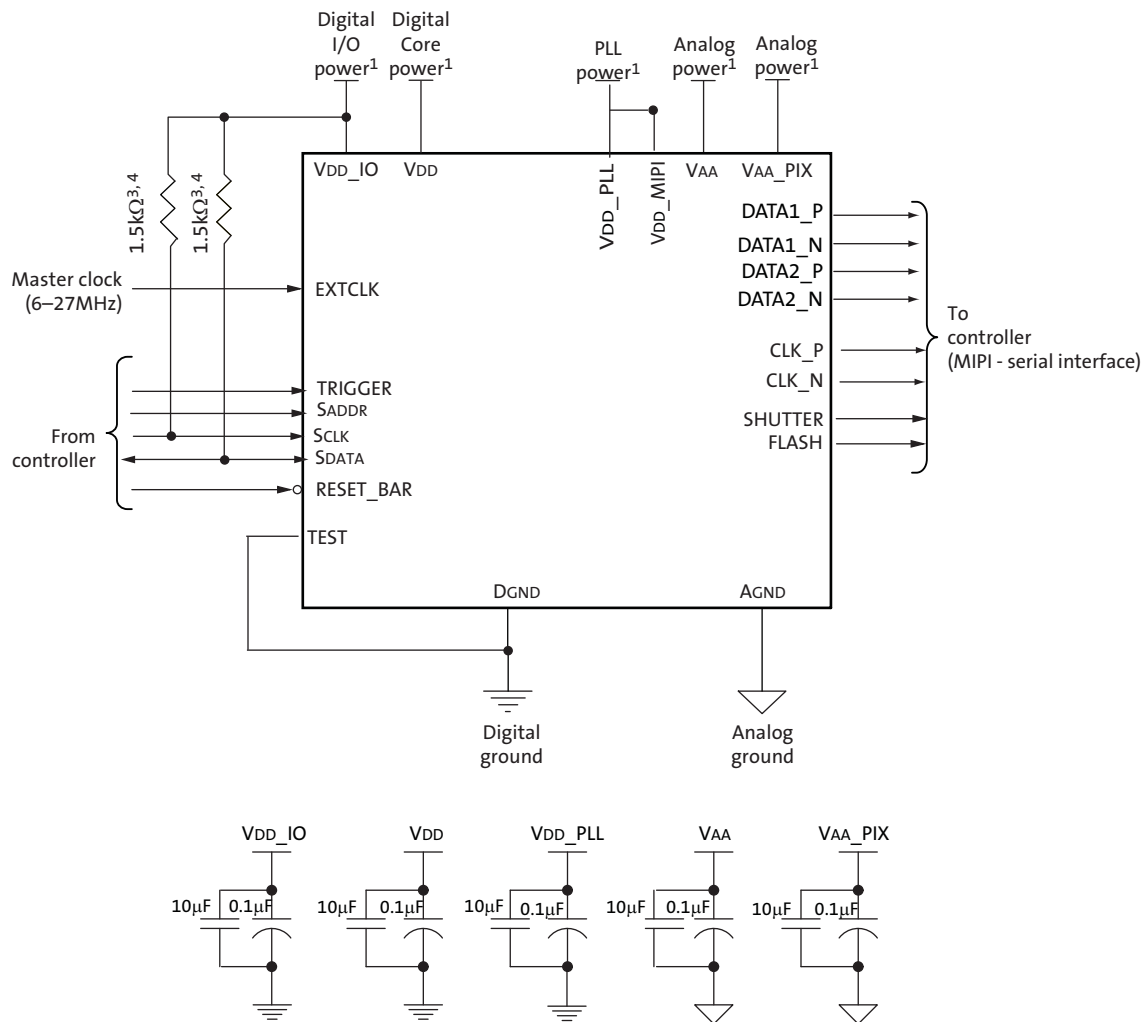 Digital
I/O
power1
Digital
Core
power1
PLL
power1
Analog
power1
Analog
power1
1.5kΩ3, 4
1.5kΩ3, 4
VDD_IO
VDD
VDD_PLL
VDD_MIPI
VAA
VAA_PIX
Master clock
(6–27MHz)
EXTCLK
From
controller
TRIGGER
SADDR
SCLK
SDATA
RESET_BAR
TEST
DGND
AGND
DATA1_P
DATA1_N
DATA2_P
DATA2_N
CLK_P
CLK_N
SHUTTER
FLASH
To
controller
(MIPI - serial interface)
Digital
ground
Analog
ground
VDD_IO
VDD
VDD_PLL
VAA
VAA_PIX
10μF 0.1μF
10μF 0.1μF
10μF 0.1μF
10μF 0.1μF
10μF 0.1μF